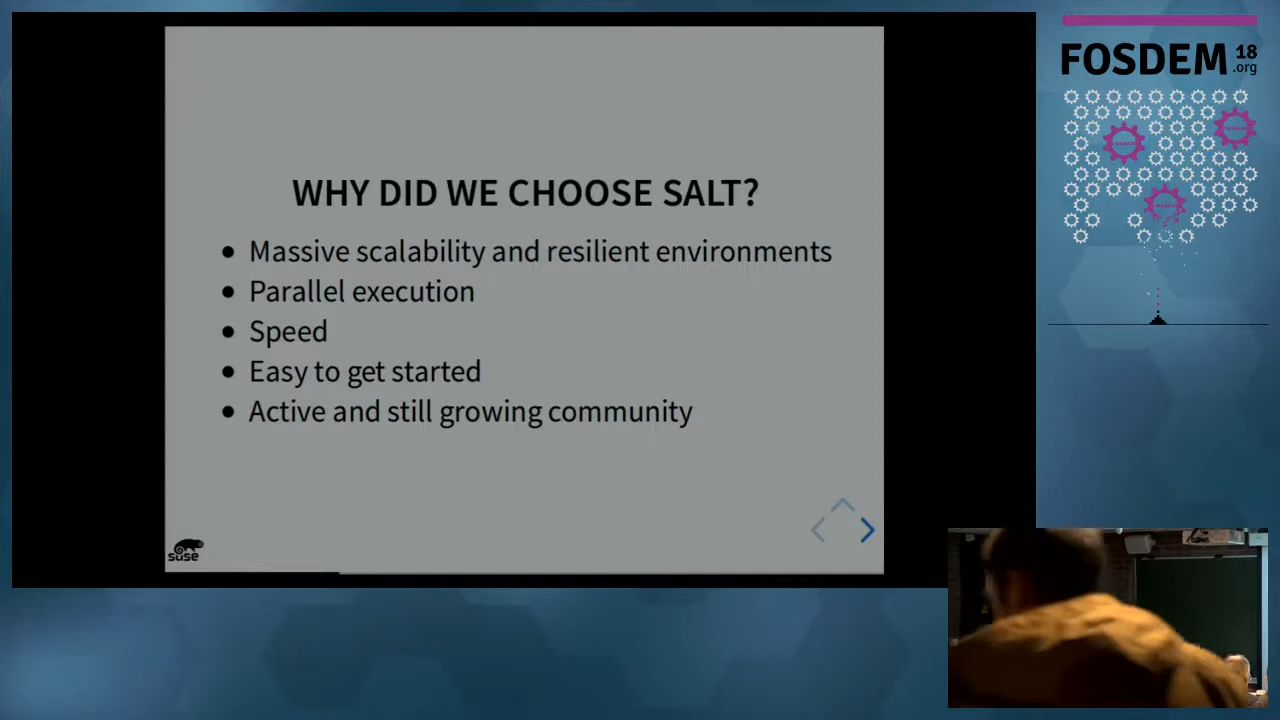 WHY DID WE CHOOSE SALT?
Massive scalability and resilient environments
Parallel execution
Speed
Easy to get started
Active and still growing community
suse
FOSDEM 18
.org